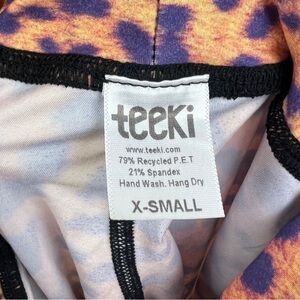 teeki
www.teeki.com
79% Recycled P.E.T
21% Spandex
Hand Wash. Hang Dry
X-SMALL